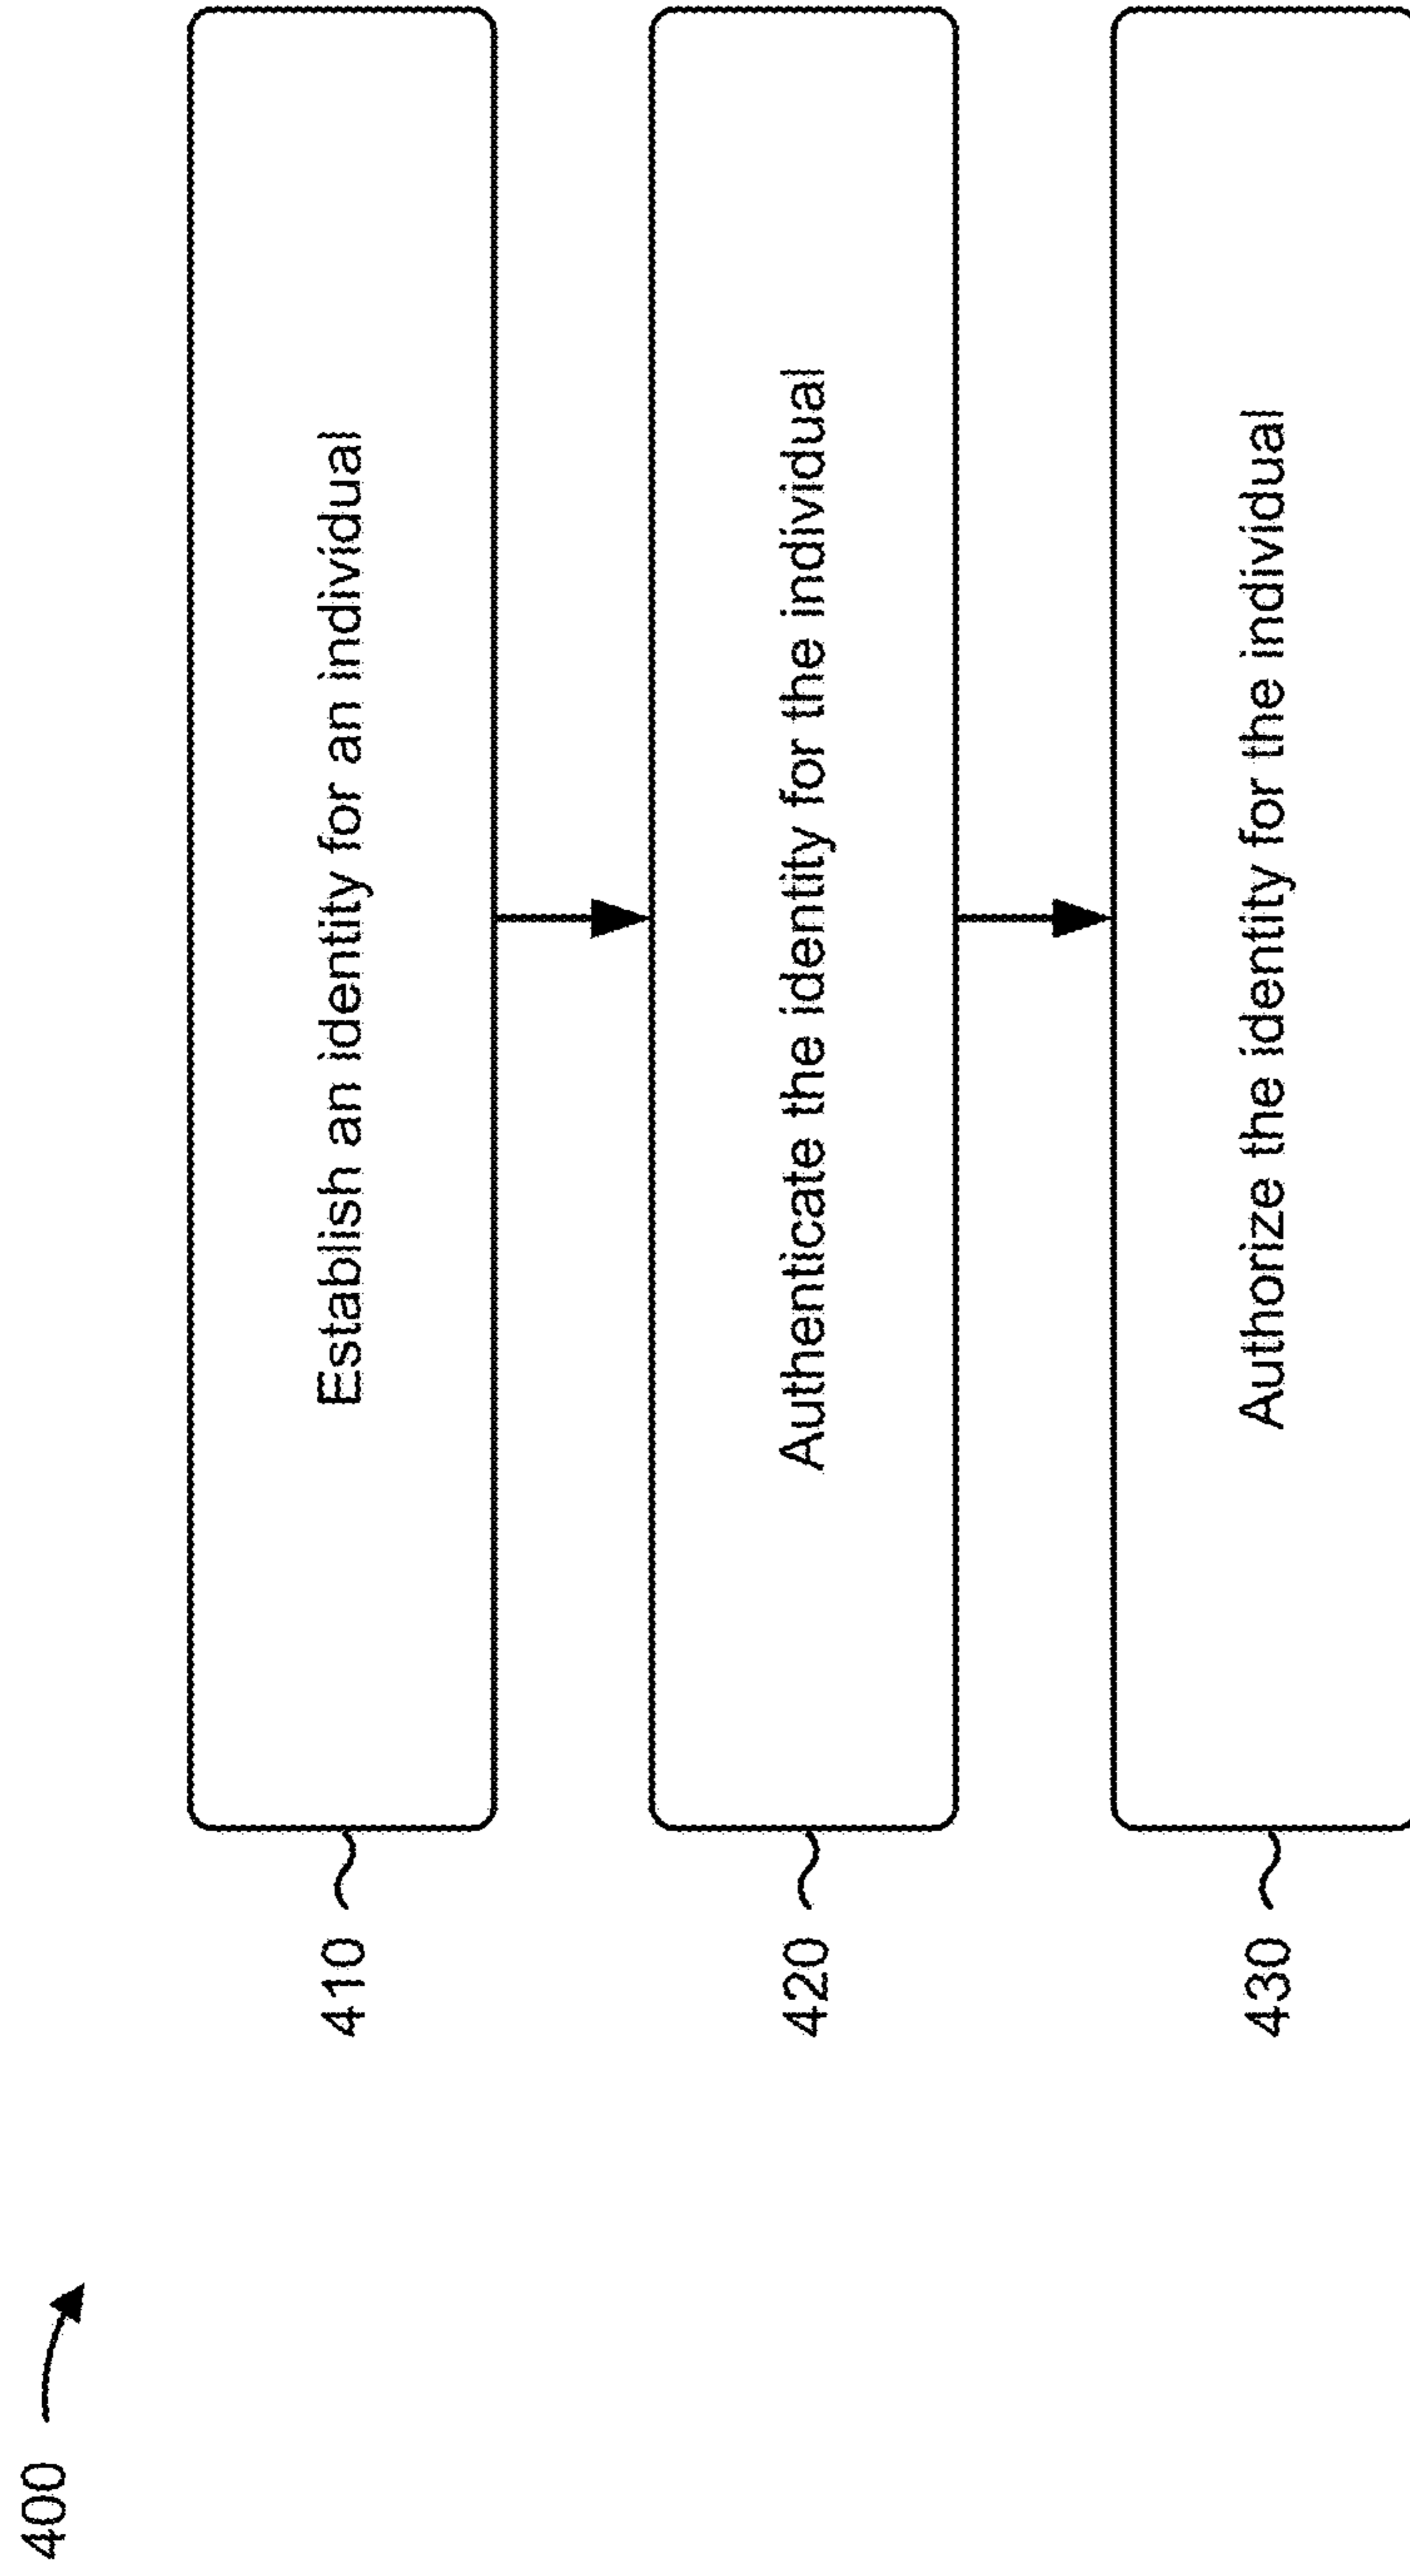 400
410
Establish an identity for an individual
420
Authenticate the identity for the individual
430
Authorize the identity for the individual